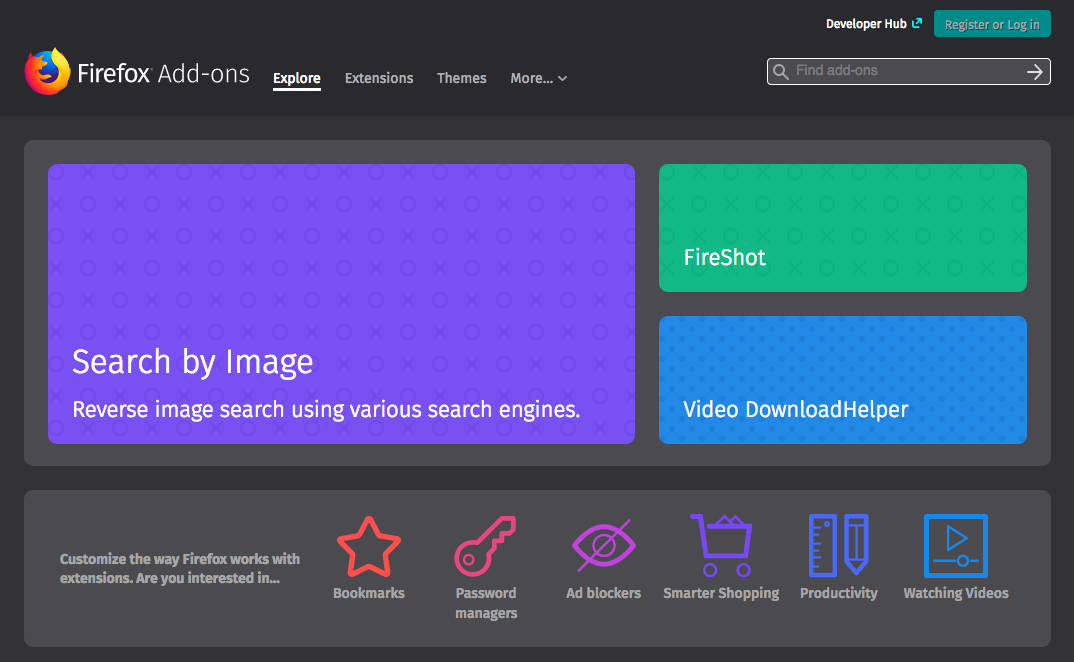 Developer Hub
Register or Log in
Firefox Add-ons
Explore
Extensions
Themes
More...
Find add-ons
Search by Image
Reverse image search using various search engines.
FireShot
Video DownloadHelper
Customize the way Firefox works with
extensions. Are you interested in...
Bookmarks
Password
managers
Ad blockers
Smarter Shopping
Productivity
Watching Videos